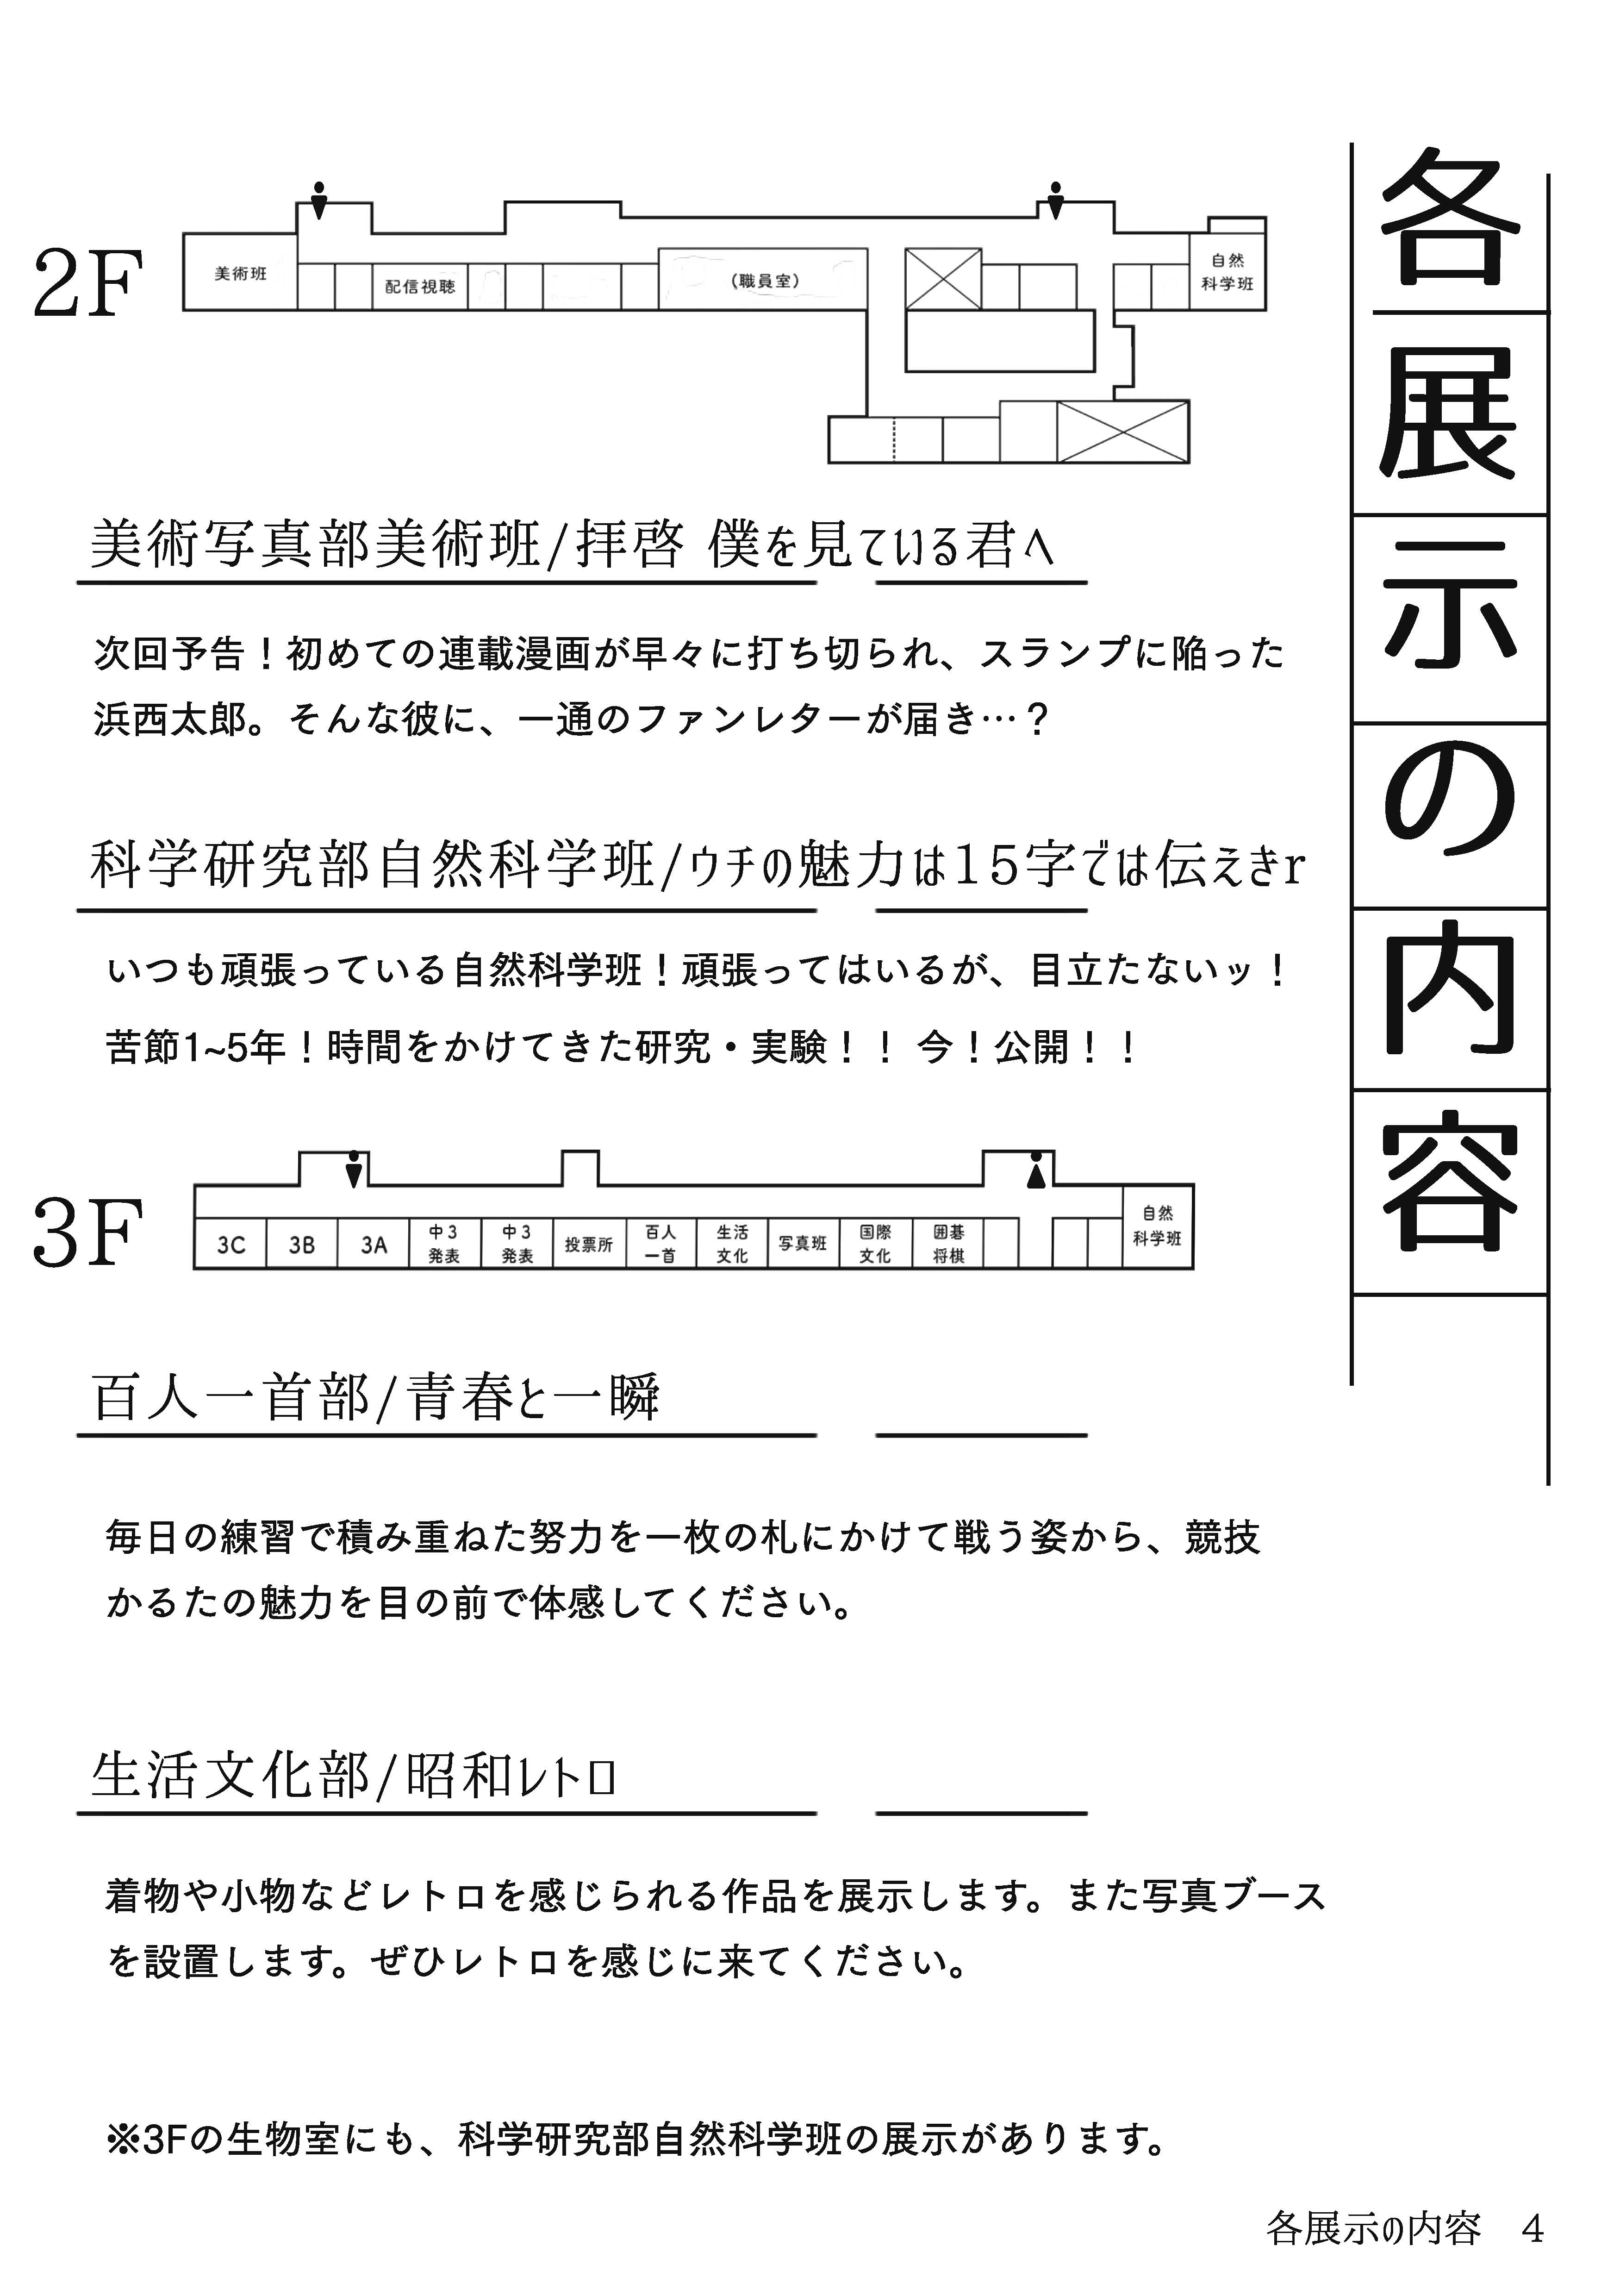 各展示の内容
2F
美術班
配信視聴
(職員室)
自然
科学班
美術写真部美術班/拝啓 僕を見ている君へ
次回予告！初めての連載漫画が早々に打ち切られ、スランプに陥った
浜西太郎。そんな彼に、一通のファンレターが届き…？
科学研究部自然科学班/ウチの魅力は15字では伝えきr
いつも頑張っている自然科学班！頑張ってはいるが、目立たないッ！
苦節1~5年！時間をかけてきた研究・実験！！ 今！公開！！
3F
3C
3B
3A
中3
発表
中3
発表
投票所
百人
一首
生活
文化
写真班
国際
文化
囲碁
将棋
自然
科学班
百人一首部/青春と一瞬
毎日の練習で積み重ねた努力を一枚の札にかけて戦う姿から、競技
かるたの魅力を目の前で体感してください。
生活文化部/昭和レトロ
着物や小物などレトロを感じられる作品を展示します。また写真ブース
を設置します。ぜひレトロを感じに来てください。
※3Fの生物室にも、科学研究部自然科学班の展示があります。
各展示の内容 4